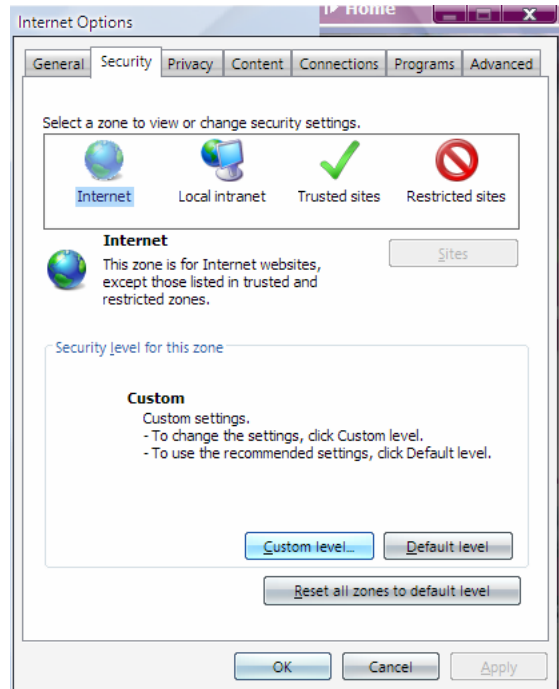 Home
Internet Options
General Security Privacy Content Connections Programs Advanced
Select a zone to view or change security settings.
Internet Local intranet Trusted sites Restricted sites
Internet
This zone is for Internet websites,
except those listed in trusted and
restricted zones.
Sites
Security level for this zone
Custom
Custom settings.
- To change the settings, click Custom level.
- To use the recommended settings, click Default level.
Custom level... Default level
Reset all zones to default level
OK Cancel Apply